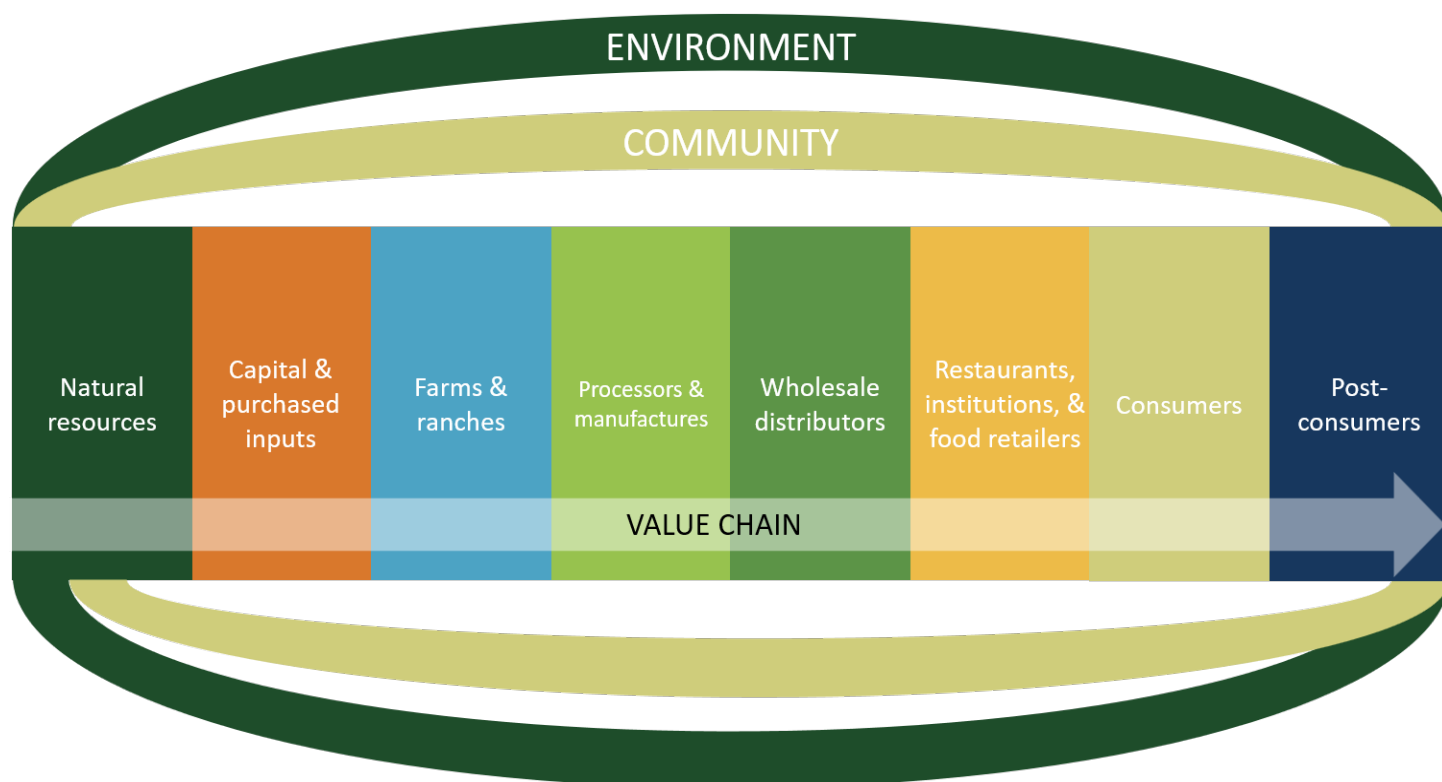 ENVIRONMENT
COMMUNITY
Natural
resources
Capital &
purchased
inputs
Farms &
ranches
Processors &
manufactures
Wholesale
distributors
Restaurants,
institutions, &
food retailers
Consumers
Post-
consumers
VALUE CHAIN